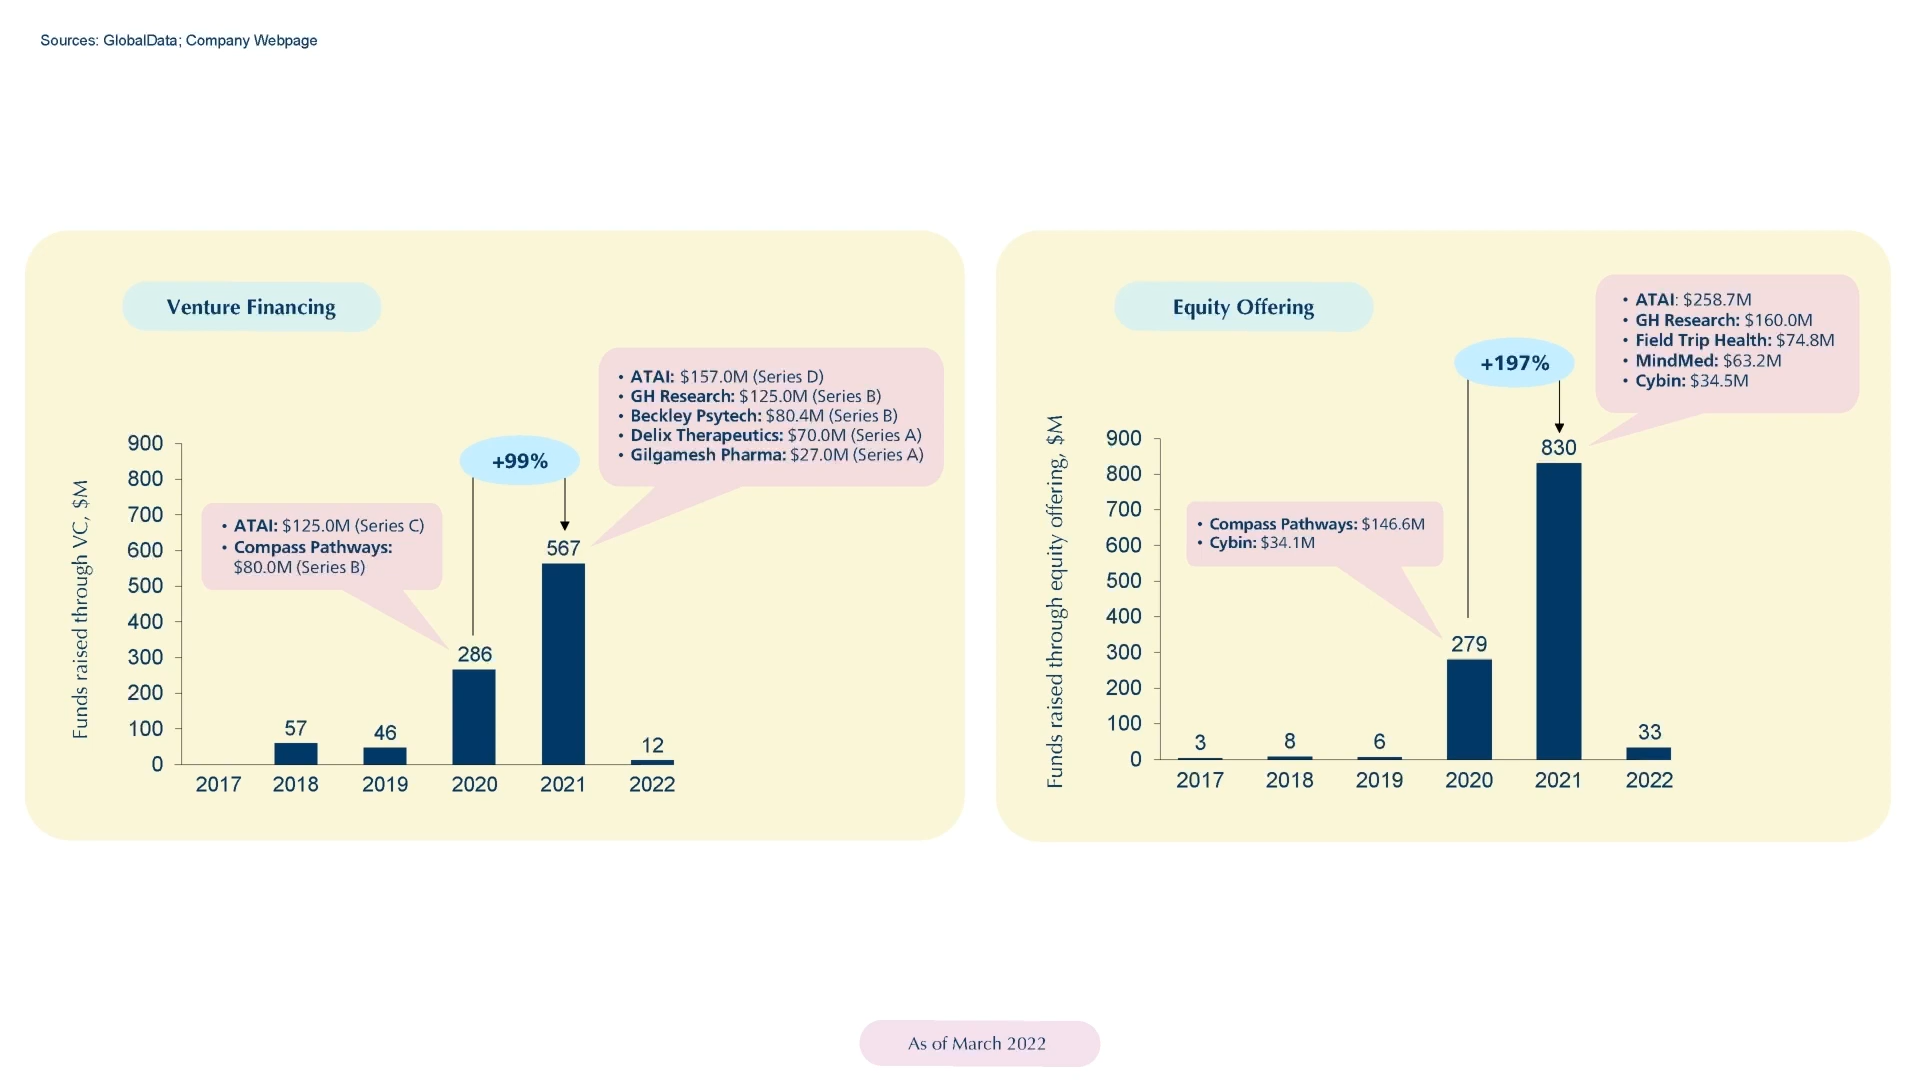 Sources: GlobalData; Company Webpage
Venture Financing
Funds raised through VC, $M
900
800
700
600
500
400
300
200
100
0
• ATAI: $125.0M (Series C)
• Compass Pathways:
$80.0M (Series B)
+99%
• ATAI: $157.0M (Series D)
• GH Research: $125.0M (Series B)
• Beckley Psytech: $80.4M (Series B)
• Delix Therapeutics: $70.0M (Series A)
• Gilgamesh Pharma: $27.0M (Series A)
57
46
286
567
12
2017 2018 2019 2020 2021 2022
Equity Offering
Funds raised through equity offering, $M
900
800
700
600
500
400
300
200
100
0
• Compass Pathways: $146.6M
• Cybin: $34.1M
+197%
• ATAI: $258.7M
• GH Research: $160.0M
• Field Trip Health: $74.8M
• MindMed: $63.2M
• Cybin: $34.5M
3
8
6
279
830
33
2017 2018 2019 2020 2021 2022
As of March 2022